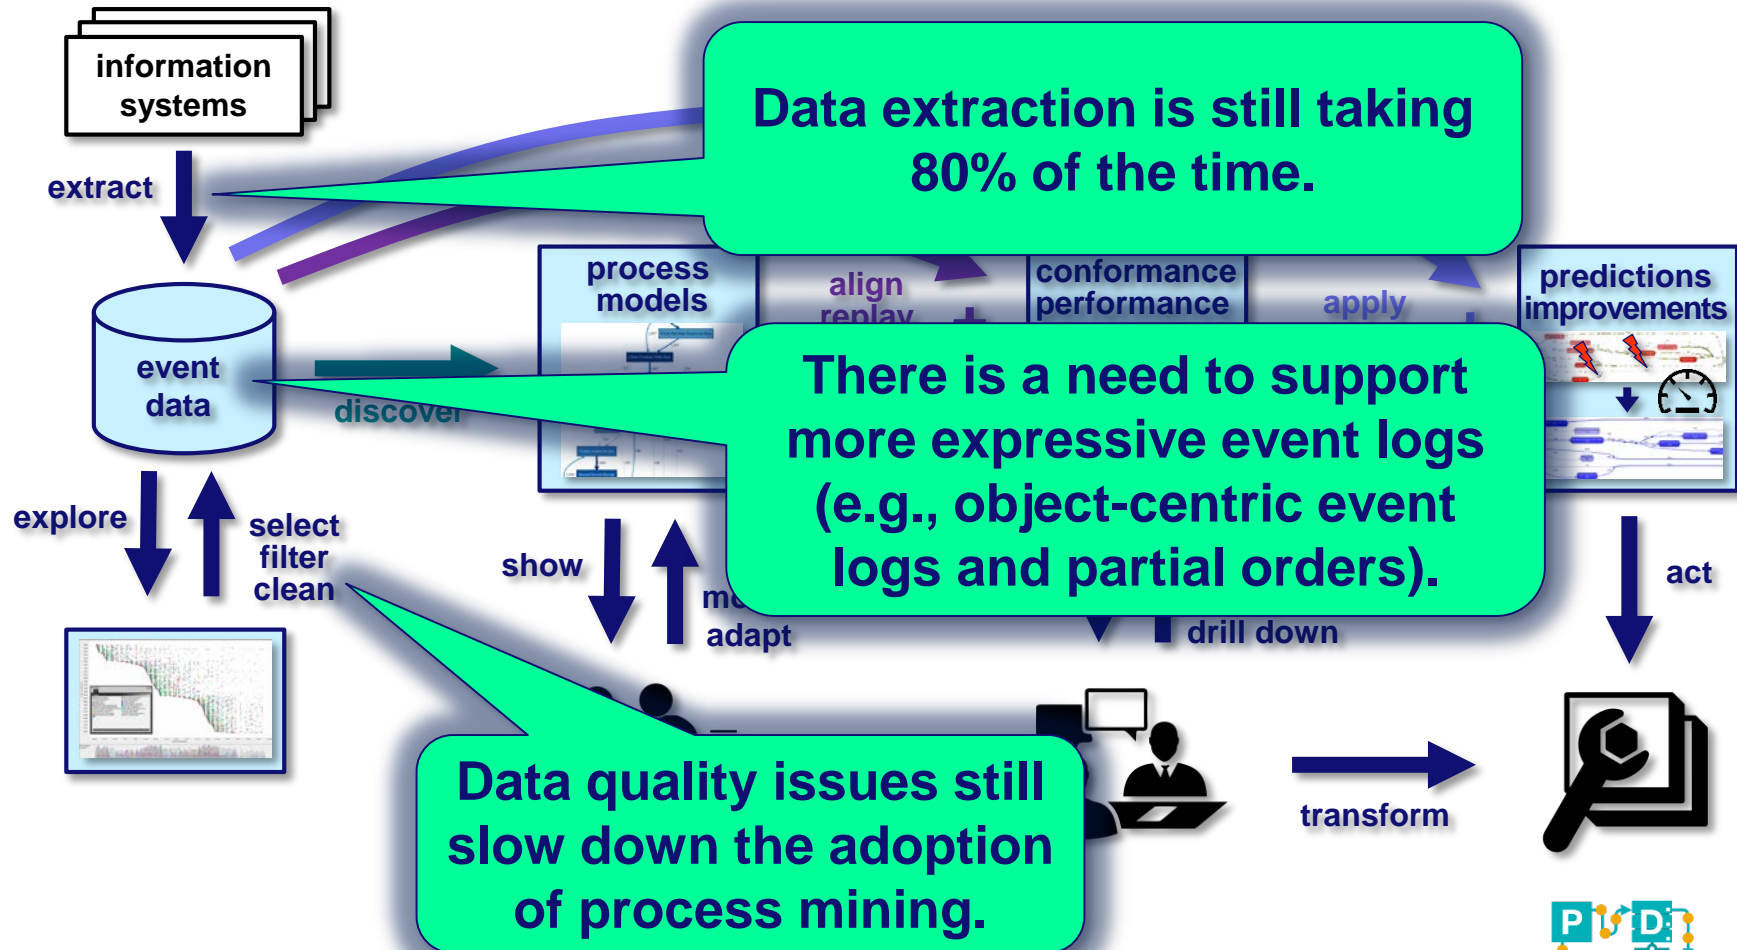 information
systems
Data extraction is still taking
80% of the time.
extract
process
models
align
replay
conformance
performance
apply
predictions
improvements
event
data
discover
There is a need to support
more expressive event logs
(e.g., object-centric event
logs and partial orders).
explore
select
filter
clean
show
adapt
drill down
act
Data quality issues still
slow down the adoption
of process mining.
transform
P
D